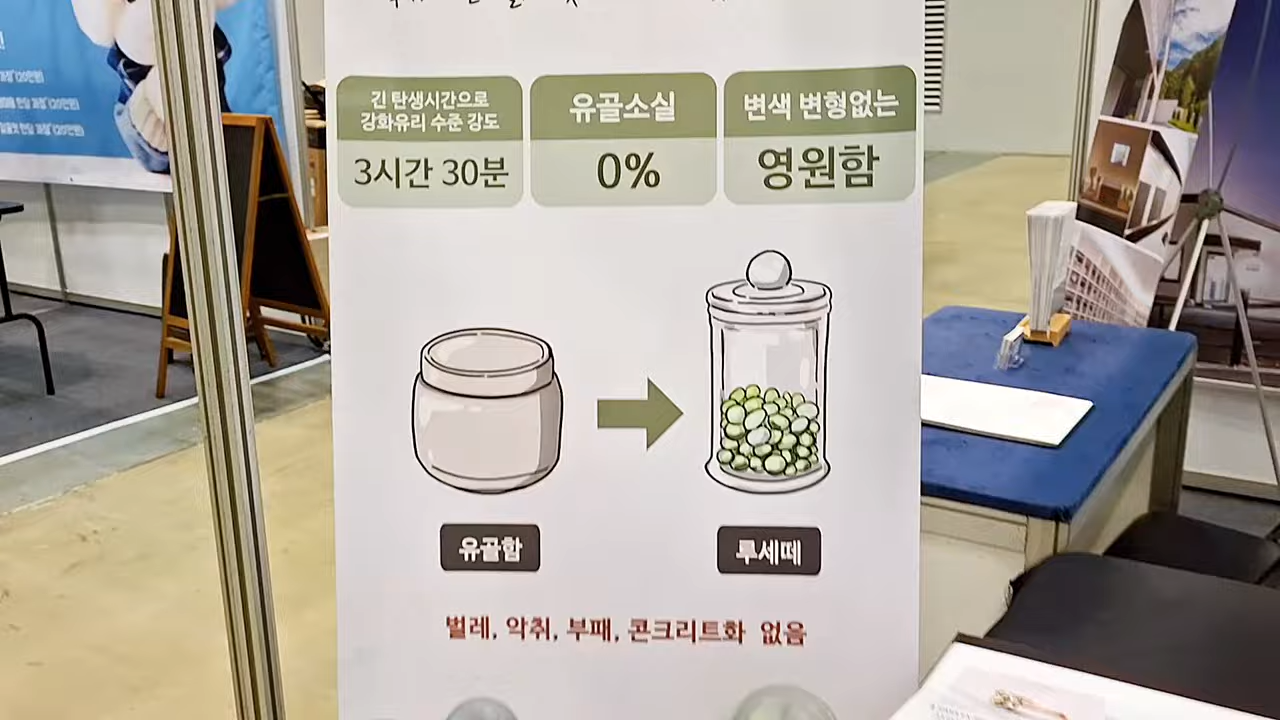 긴 탄생시간으로
강화유리 수준 강도
3시간 30분
유골소실
0%
변색 변형없는
영원함
유골함
루세떼
벌레, 악취, 부패, 콘크리트화 없음